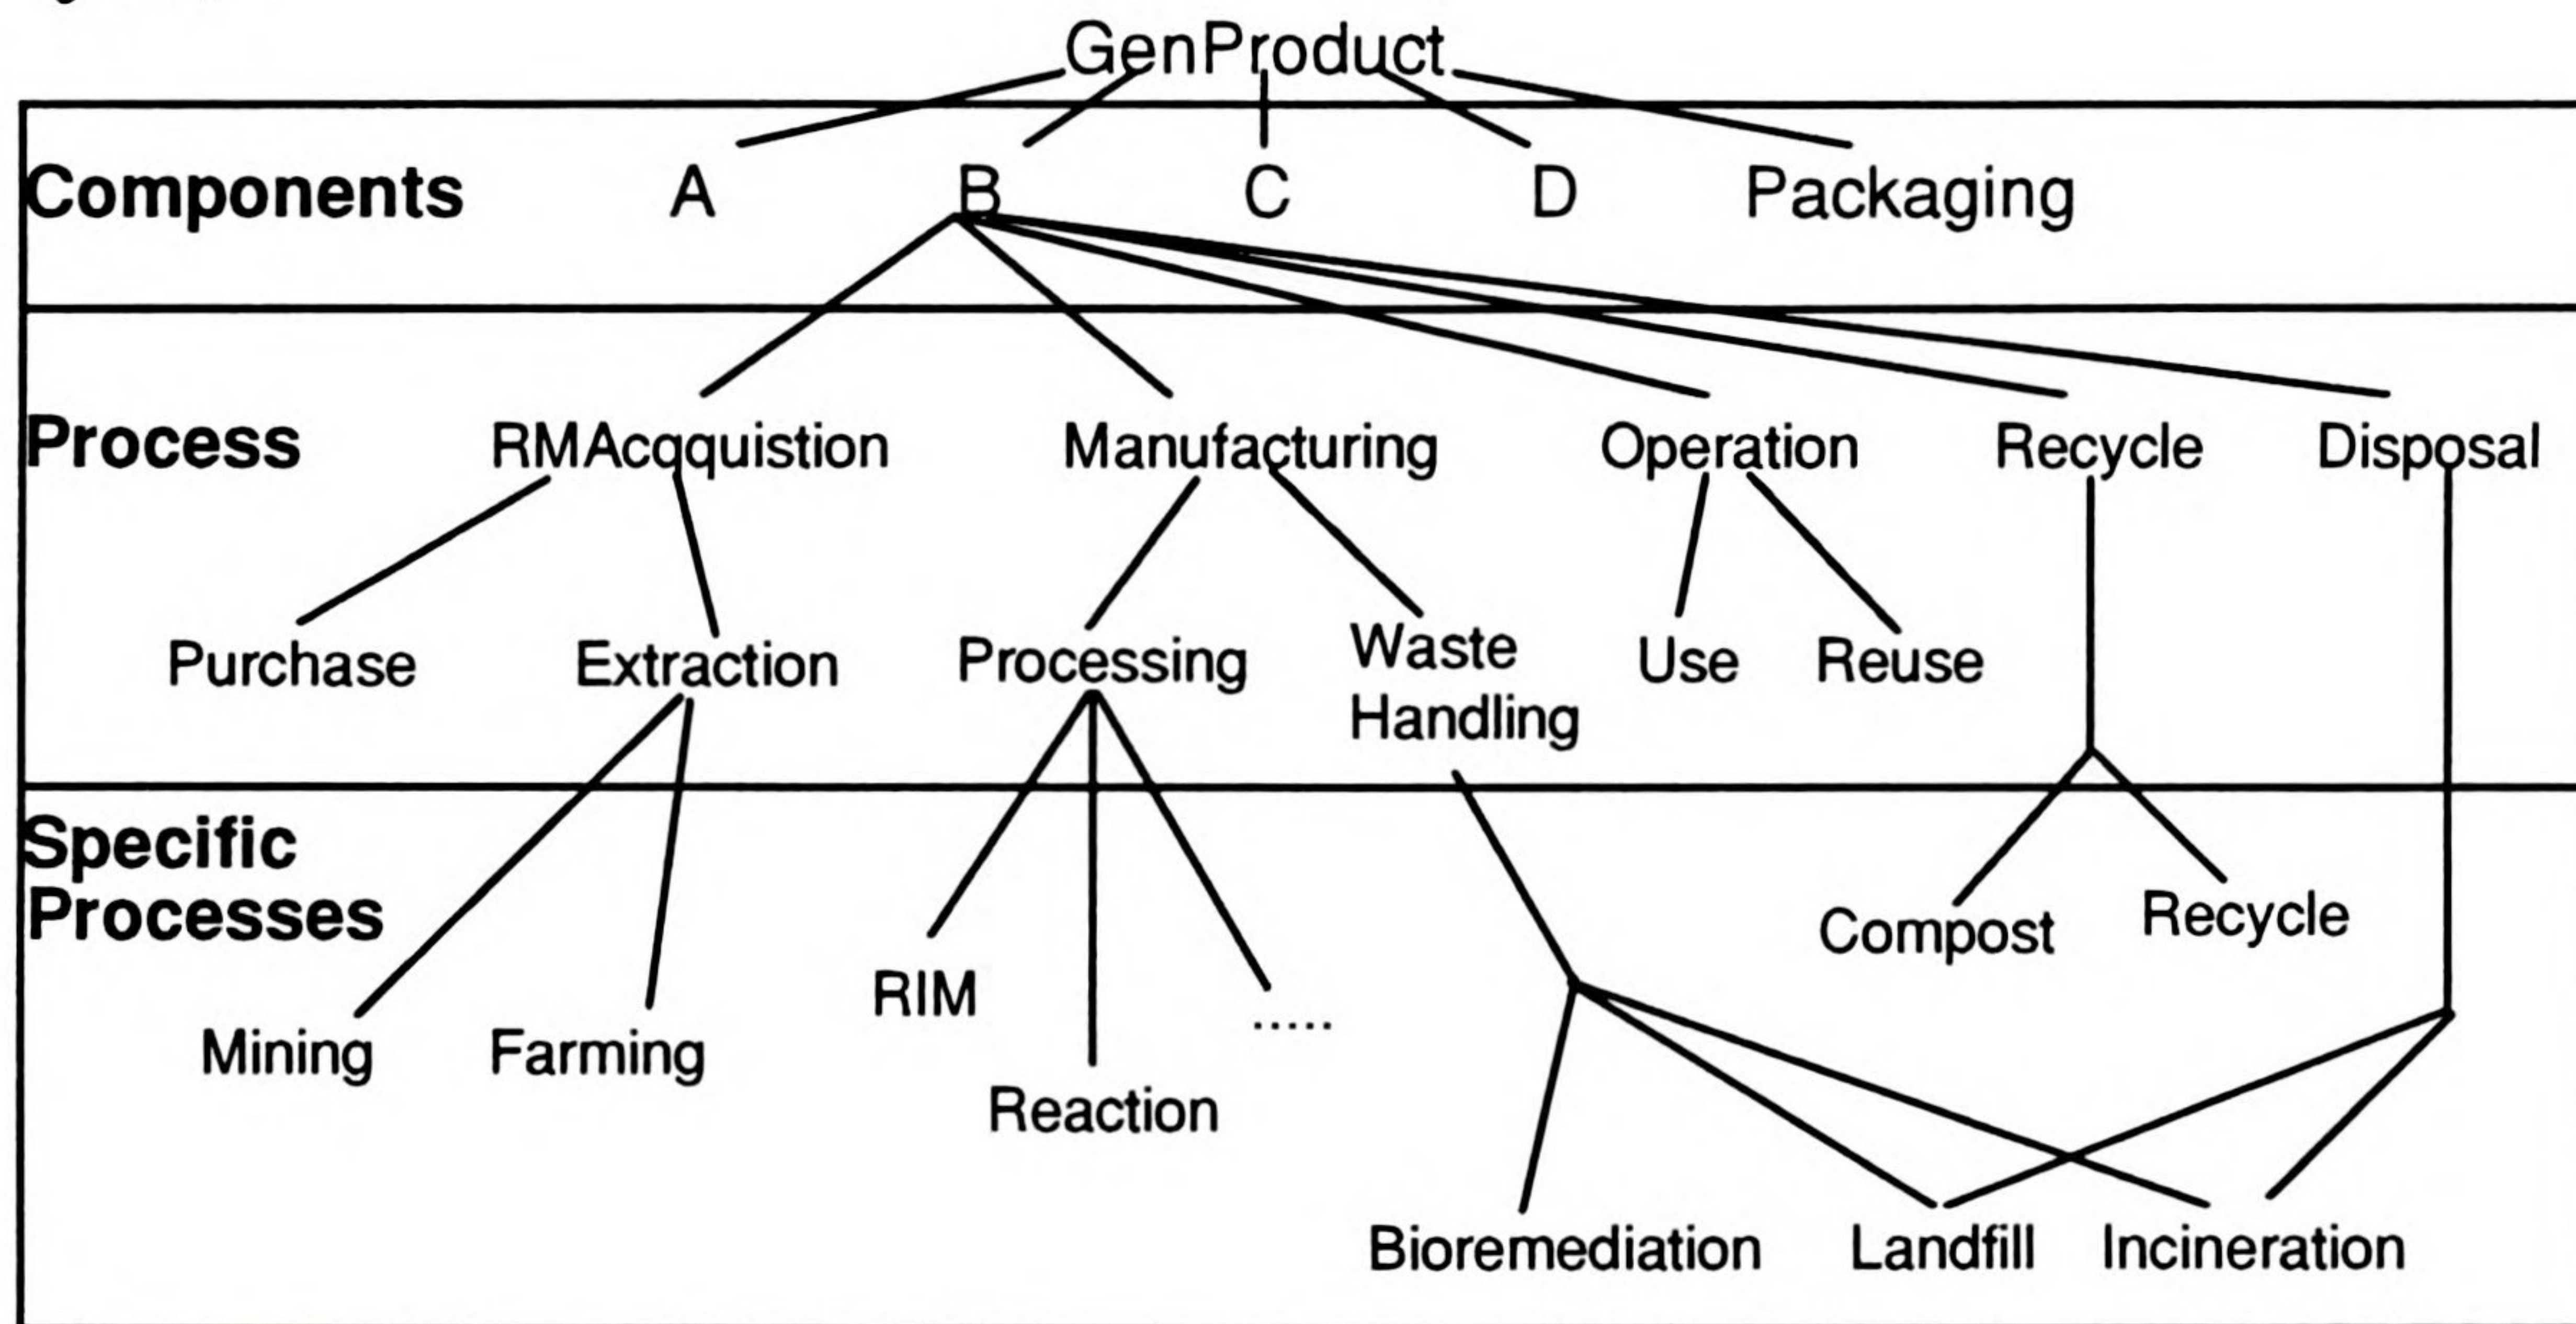 GenProduct
Components A B C D Packaging
Process RMAcqquistion Manufacturing Operation Recycle Disposal
Purchase Extraction Processing Waste Handling Use Reuse
Specific Processes
Compost Recycle
RIM .....
Mining Farming
Reaction
Bioremediation Landfill Incineration